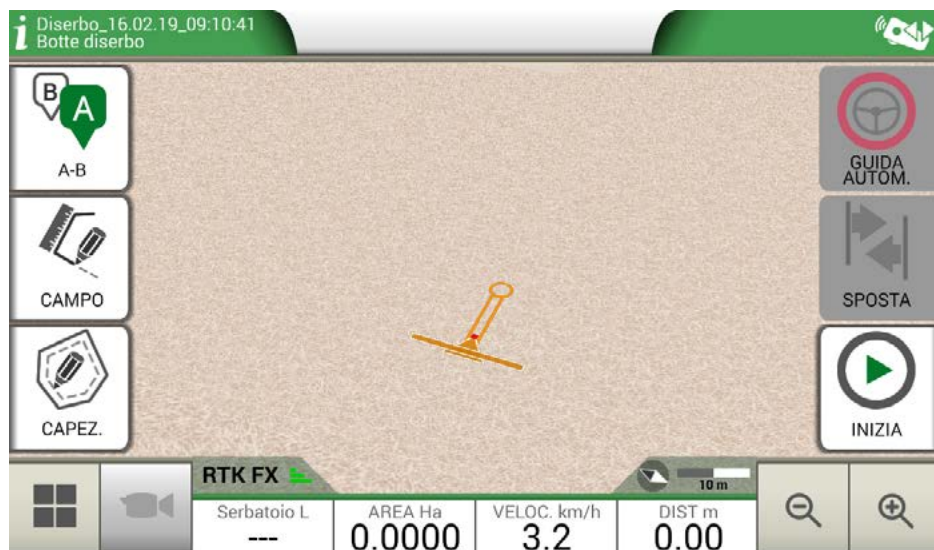 Diserbo_16.02.19_09:10:41
Botte diserbo
B
A
A-B
CAMPO
CAPEZ.
GUIDA
AUTOM.
SPOSTA
INIZIA
RTK FX
10 m
Serbatoio L
AREA Ha
VELOC. km/h
DIST m
---
0.0000
3.2
0.00